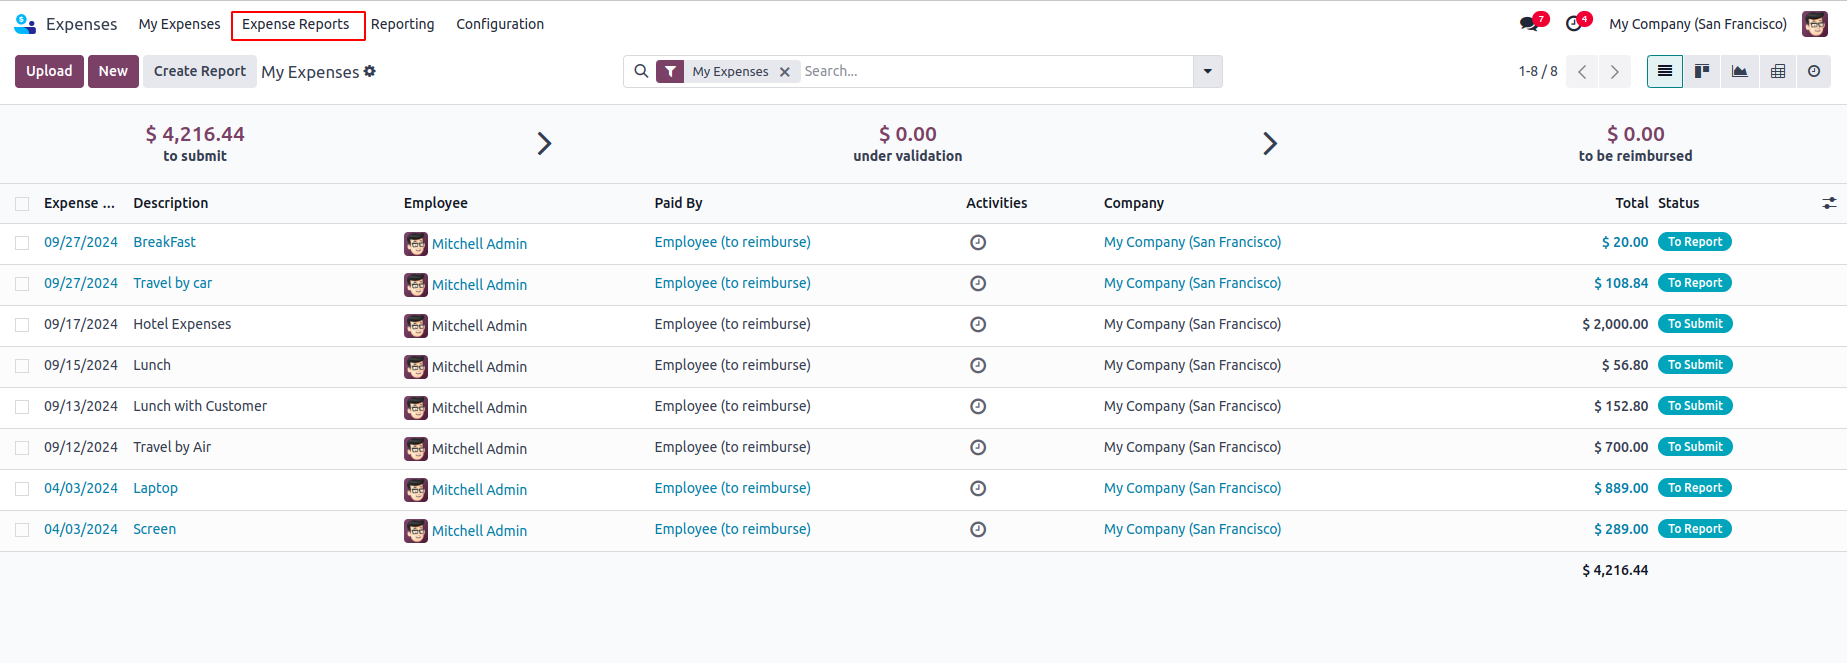 Expenses My Expenses Expense Reports Reporting Configuration 7 4 My Company (San Francisco)
Upload New Create Report My Expenses My Expenses Search... 1-8 / 8
$ 4,216.44 $ 0.00 $ 0.00
to submit under validation to be reimbursed
Expense ... Description Employee Paid By Activities Company Total Status
09/27/2024 BreakFast Mitchell Admin Employee (to reimburse) My Company (San Francisco) $ 20.00 To Report
09/27/2024 Travel by car Mitchell Admin Employee (to reimburse) My Company (San Francisco) $ 108.84 To Report
09/17/2024 Hotel Expenses Mitchell Admin Employee (to reimburse) My Company (San Francisco) $ 2,000.00 To Submit
09/15/2024 Lunch Mitchell Admin Employee (to reimburse) My Company (San Francisco) $ 56.80 To Submit
09/13/2024 Lunch with Customer Mitchell Admin Employee (to reimburse) My Company (San Francisco) $ 152.80 To Submit
09/12/2024 Travel by Air Mitchell Admin Employee (to reimburse) My Company (San Francisco) $ 700.00 To Submit
04/03/2024 Laptop Mitchell Admin Employee (to reimburse) My Company (San Francisco) $ 889.00 To Report
04/03/2024 Screen Mitchell Admin Employee (to reimburse) My Company (San Francisco) $ 289.00 To Report
$ 4,216.44